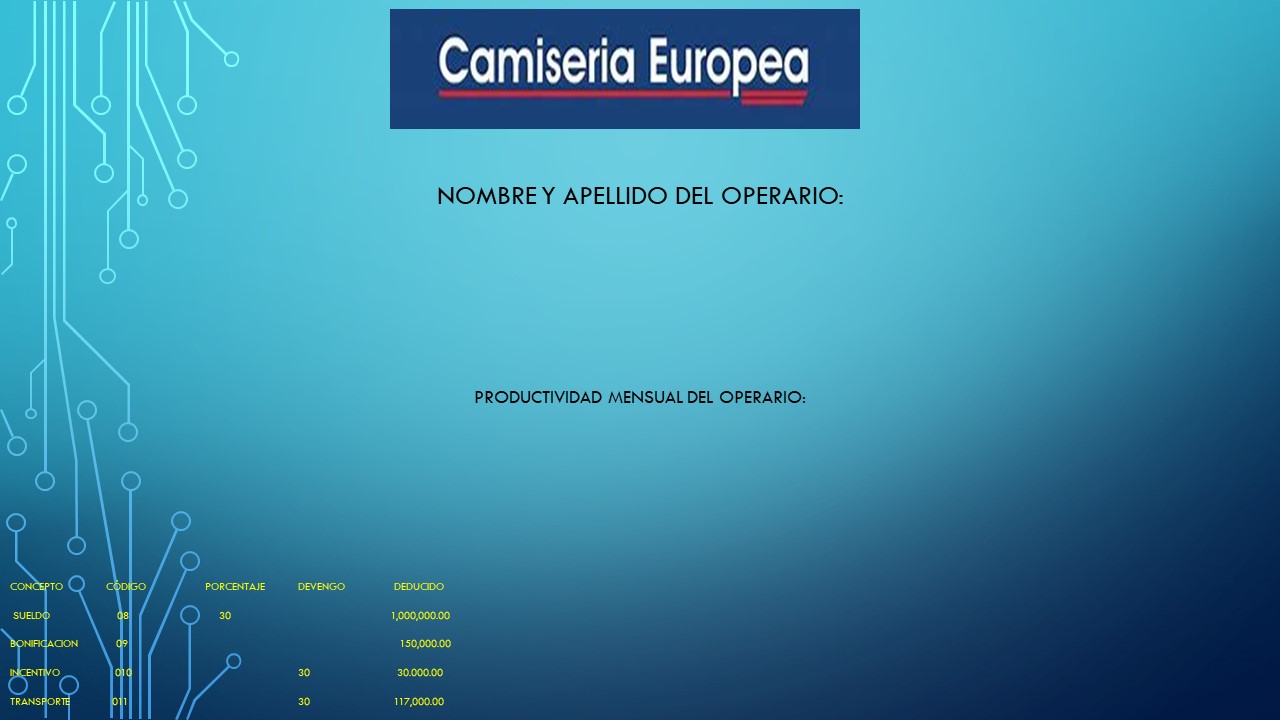 Camiseria Europea
NOMBRE Y APELLIDO DEL OPERARIO:
PRODUCTIVIDAD MENSUAL DEL OPERARIO:
CONCEPTO CÓDIGO PORCENTAJE DEVENGO DEDUCIDO
SUELDO 08 30 1,000,000.00
BONIFICACION 09 150,000.00
INCENTIVO 010 30 30.000.00
TRANSPORTE 011 30 117,000.00